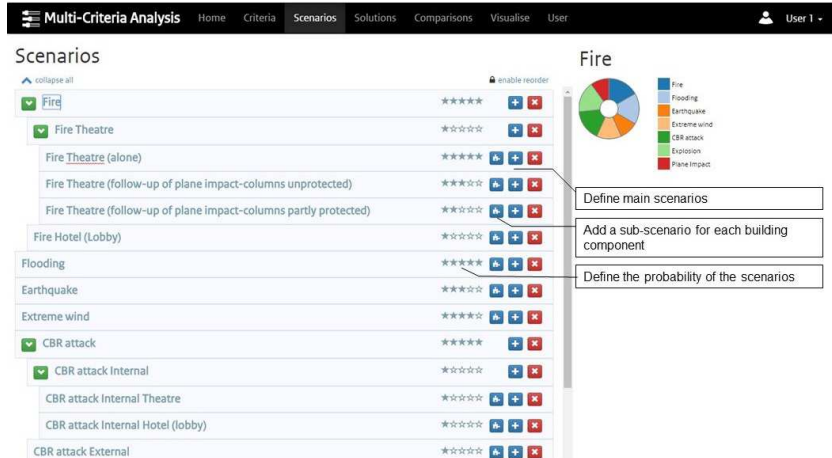 Multi-Criteria Analysis Home Criteria Scenarios Solutions Comparisons Visualise User User 1
Scenarios
collapse all
enable reorder
Fire
Fire Theatre
Fire Theatre (alone)
Fire Theatre (follow-up of plane impact-columns unprotected)
Fire Theatre (follow-up of plane impact-columns partly protected)
Fire Hotel (Lobby)
Flooding
Earthquake
Extreme wind
CBR attack
CBR attack Internal
CBR attack Internal Theatre
CBR attack Internal Hotel (lobby)
CBR attack External
Fire
Fire
Flooding
Earthquake
Extreme wind
CBR attack
Explosion
Plane Impact
Define main scenarios
Add a sub-scenario for each building
component
Define the probability of the scenarios